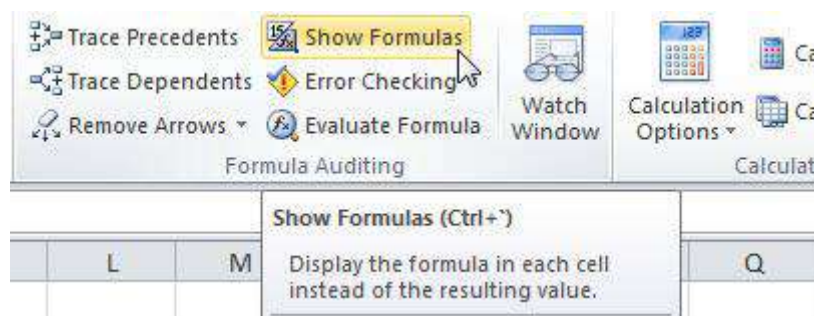 Trace Precedents Show Formulas
Trace Dependents Error Checking
Remove Arrows Evaluate Formula
Watch Window
Calculation Options
Formula Auditing
Show Formulas (Ctrl+`)
Display the formula in each cell
instead of the resulting value.
L M Q